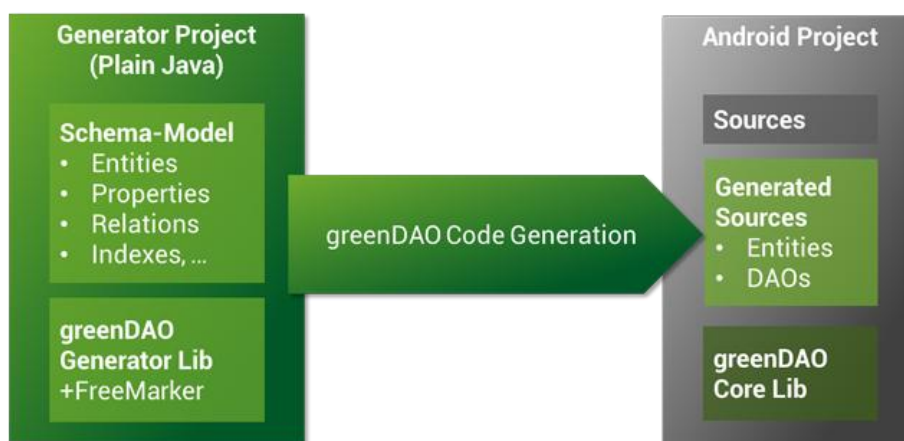 Generator Project
(Plain Java)
Schema-Model
• Entities
• Properties
• Relations
• Indexes, ...
greenDAO
Generator Lib
+FreeMarker
greenDAO Code Generation
Android Project
Sources
Generated
Sources
• Entities
• DAOs
greenDAO
Core Lib